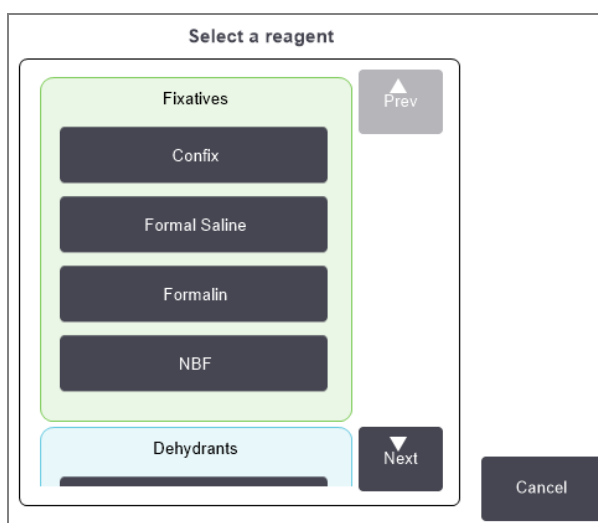 Select a reagent
Fixatives
Prev
Confix
Formal Saline
Formalin
NBF
Dehydrants
Next
Cancel